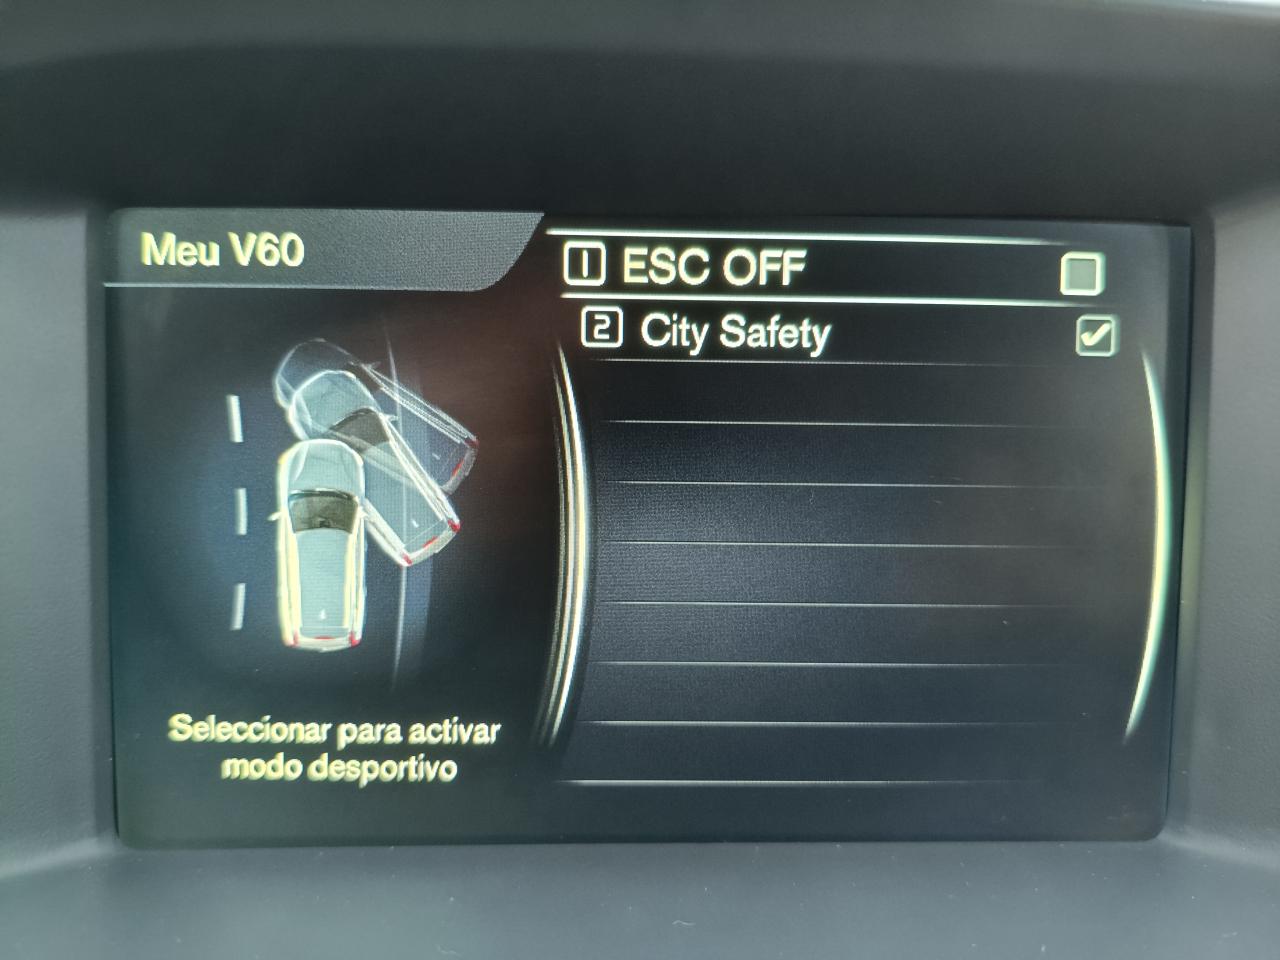 Meu V60
1 ESC OFF
2 City Safety
Seleccionar para activar
modo desportivo